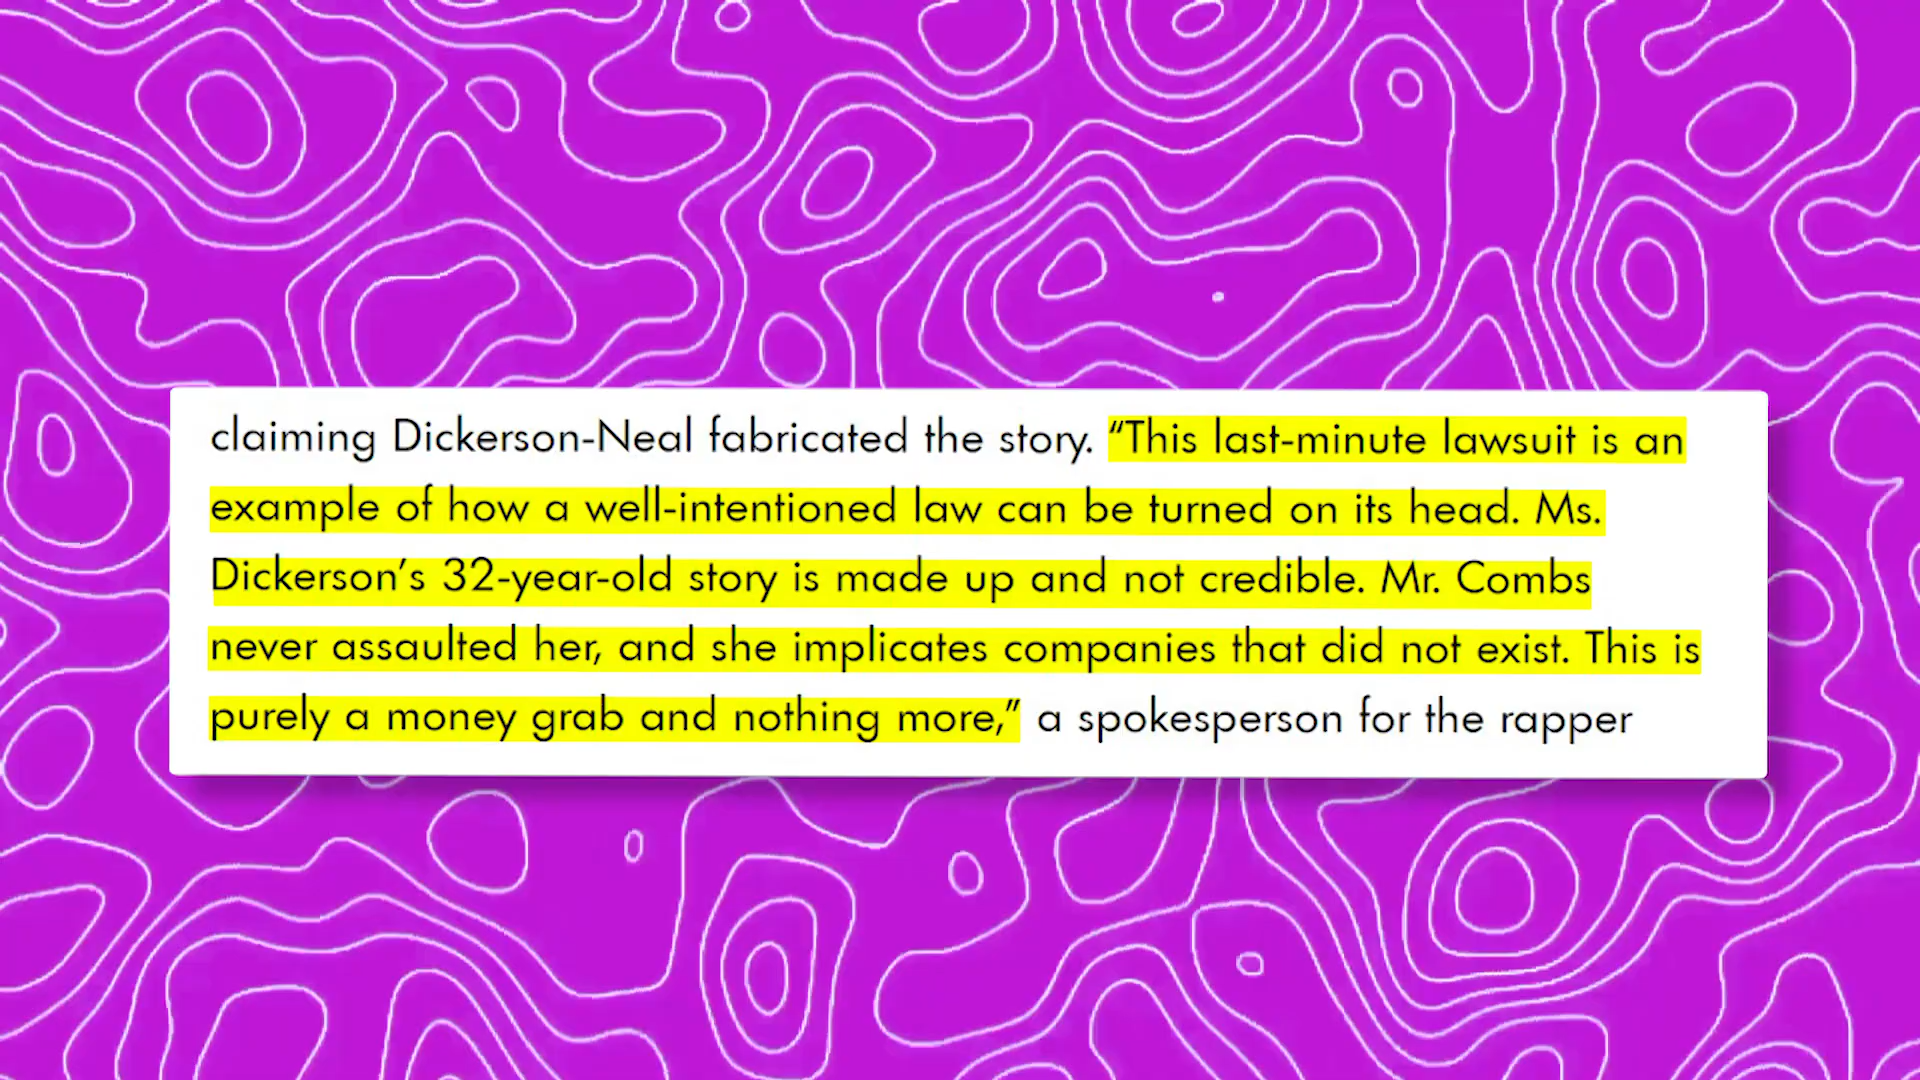 claiming Dickerson-Neal fabricated the story. “This last-minute lawsuit is an
example of how a well-intentioned law can be turned on its head. Ms.
Dickerson’s 32-year-old story is made up and not credible. Mr. Combs
never assaulted her, and she implicates companies that did not exist. This is
purely a money grab and nothing more,” a spokesperson for the rapper